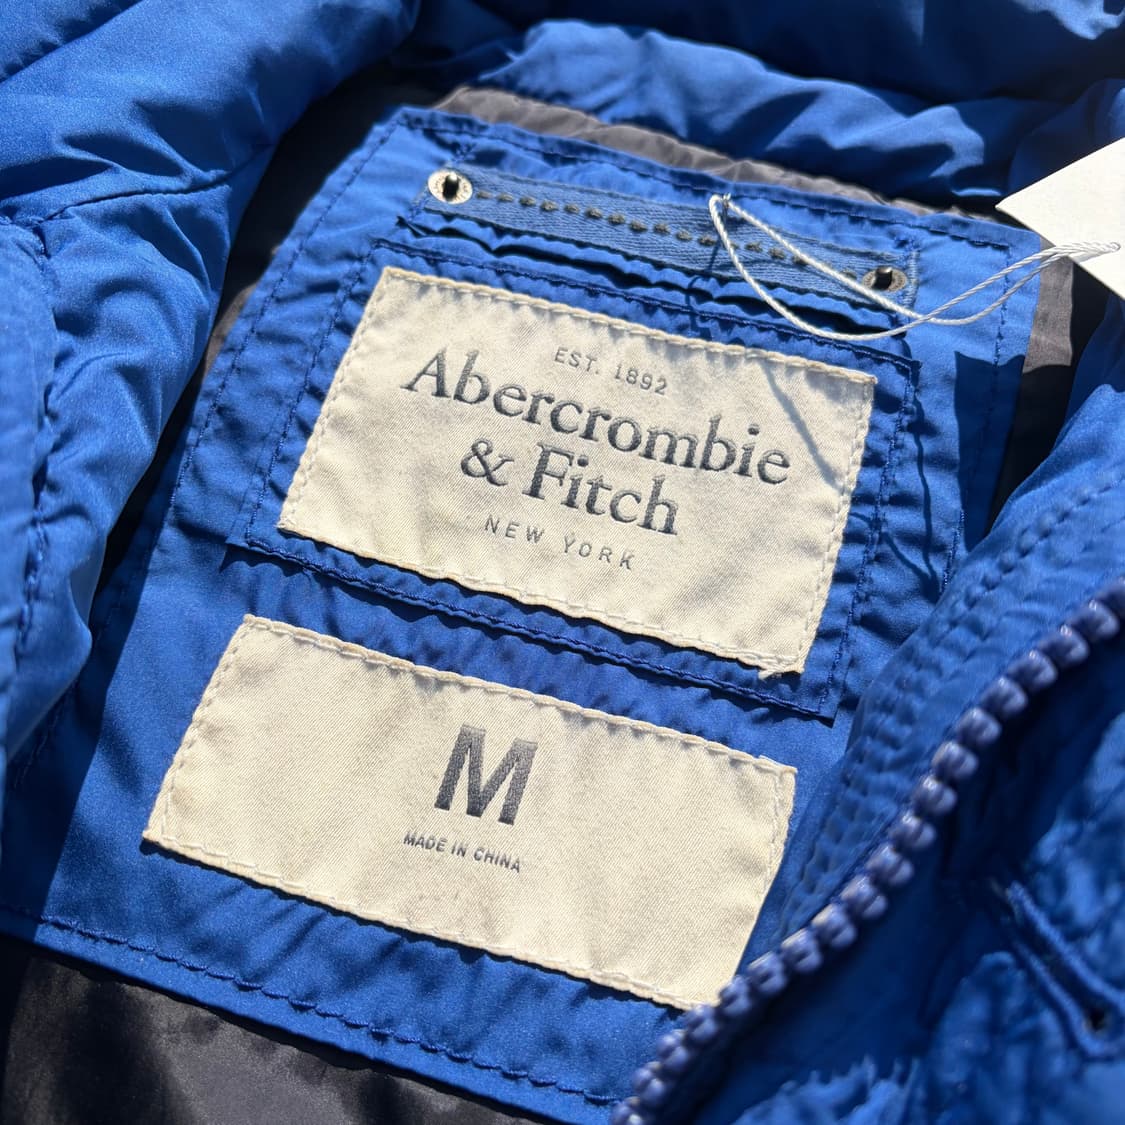 EST. 1892
Abercrombie
& Fitch
NEW YORK
M
MADE IN CHINA